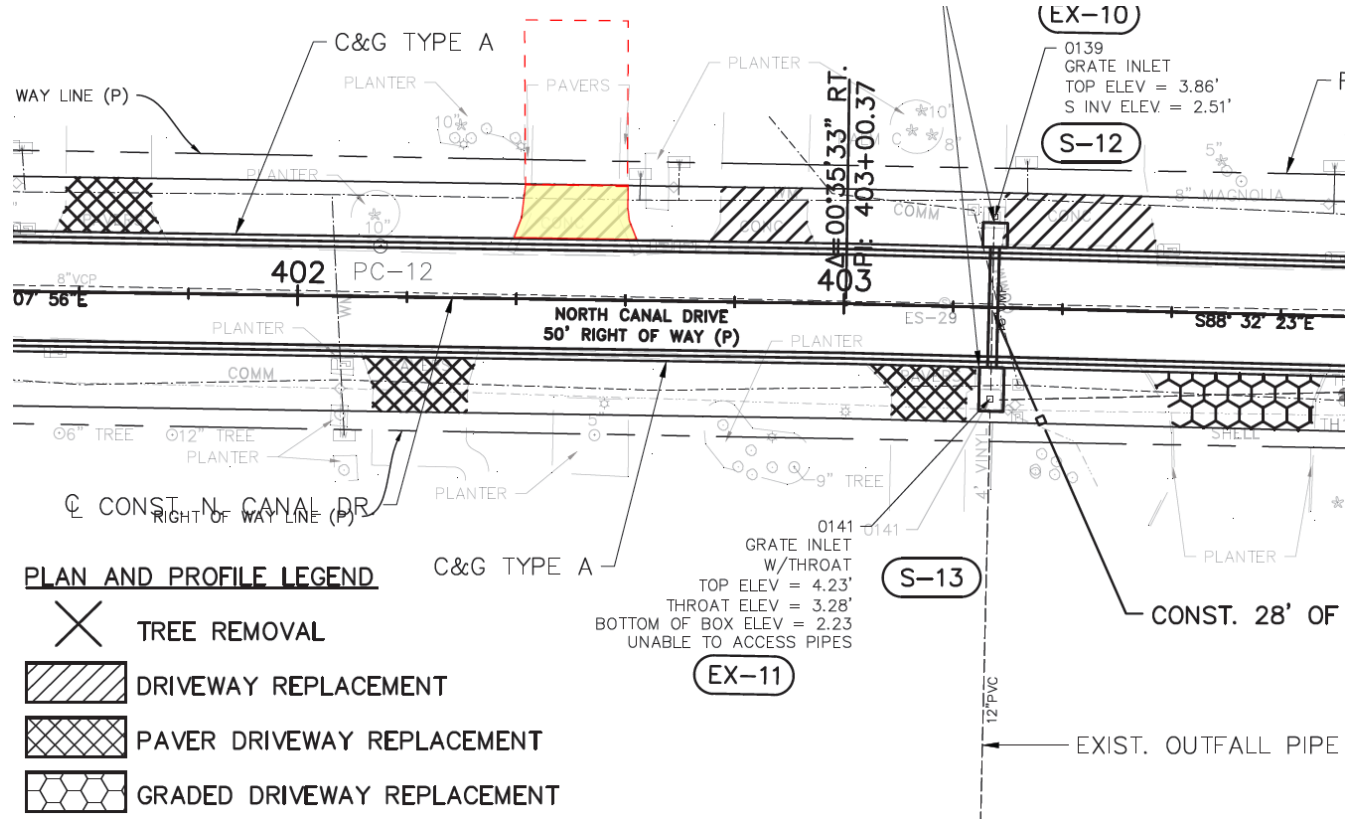 C&G TYPE A
PLANTER
PAVERS
PLANTER
EX-10
0139
GRATE INLET
TOP ELEV = 3.86'
S INV ELEV. = 2.51'
S-12
WAY LINE (P)
10"
10"
8"
5"
8" MAGNOLIA
PLANTER
10"
Δ=00°35'33" RT.
PI: 403+00.37
COMM
CONC
CONC
402
PC-12
403
8"VCP
07' 56"E
NORTH CANAL DRIVE
50' RIGHT OF WAY (P)
ES-29
S88° 32' 23"E
PLANTER
PLANTER
COMM
6" TREE
12" TREE
PLANTER
5"
PLANTER
9" TREE
4' VINYL
SHELL
PLANTER
℄ CONST. N. CANAL DR.
RIGHT OF WAY LINE (P)
C&G TYPE A
0141
0141
GRATE INLET
W/THROAT
TOP ELEV = 4.23'
THROAT ELEV = 3.28'
BOTTOM OF BOX ELEV = 2.23
UNABLE TO ACCESS PIPES
EX-11
S-13
CONST. 28' OF
12"PVC
EXIST. OUTFALL PIPE
PLAN AND PROFILE LEGEND
TREE REMOVAL
DRIVEWAY REPLACEMENT
PAVER DRIVEWAY REPLACEMENT
GRADED DRIVEWAY REPLACEMENT